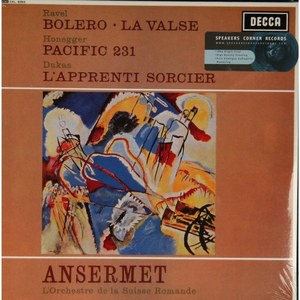 Ravel
BOLERO · LA VALSE
Honegger
PACIFIC 231
Dukas
L'APPRENTI SORCIER
DECCA
SPEAKERS CORNER RECORDS
ANSERMET
L'Orchestre de la Suisse Romande